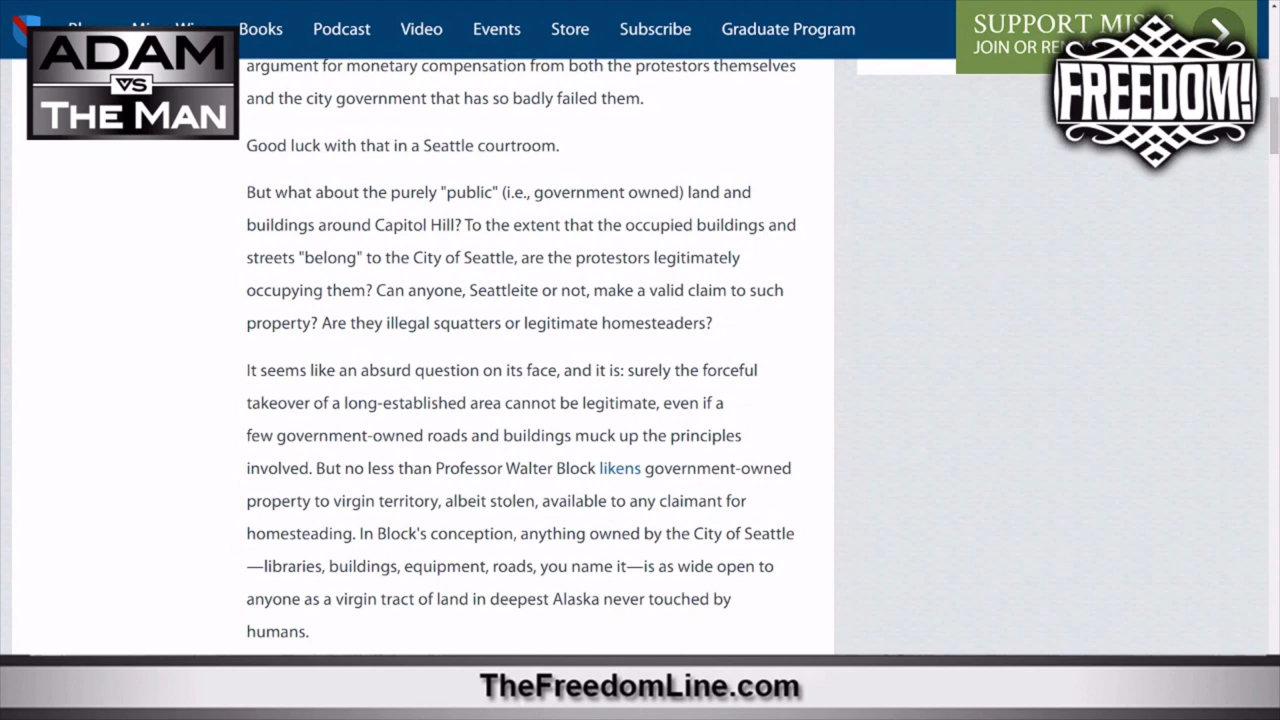 Books Podcast Video Events Store Subscribe Graduate Program
SUPPORT
JOIN OR
ADAM
VS
THE MAN
FREEDOM!
argument for monetary compensation from both the protestors themselves
and the city government that has so badly failed them.
Good luck with that in a Seattle courtroom.
But what about the purely "public" (i.e., government owned) land and
buildings around Capitol Hill? To the extent that the occupied buildings and
streets "belong" to the City of Seattle, are the protestors legitimately
occupying them? Can anyone, Seattleite or not, make a valid claim to such
property? Are they illegal squatters or legitimate homesteaders?
It seems like an absurd question on its face, and it is: surely the forceful
takeover of a long-established area cannot be legitimate, even if a
few government-owned roads and buildings muck up the principles
involved. But no less than Professor Walter Block likens government-owned
property to virgin territory, albeit stolen, available to any claimant for
homesteading. In Block's conception, anything owned by the City of Seattle
—libraries, buildings, equipment, roads, you name it—is as wide open to
anyone as a virgin tract of land in deepest Alaska never touched by
humans.
TheFreedomLine.com